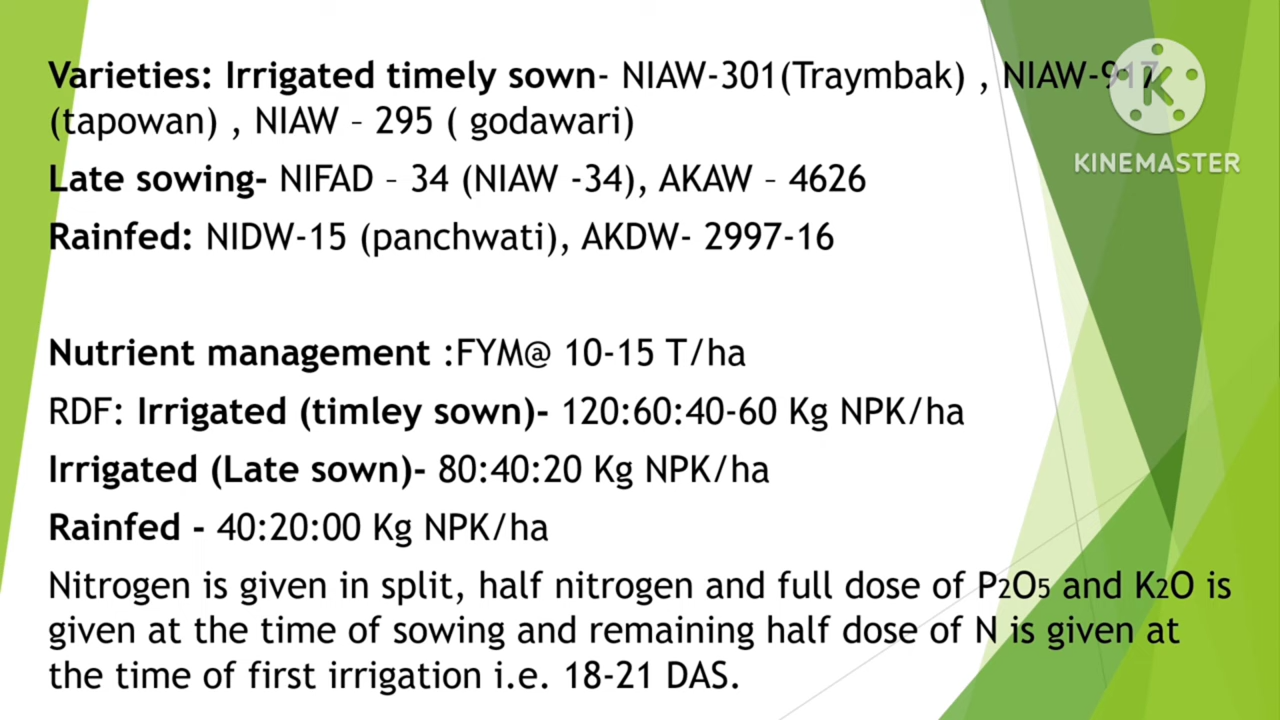 Varieties: Irrigated timely sown- NIAW-301(Traymbak) , NIAW-917
(tapowan) , NIAW – 295 ( godawari)
KINEMASTER
Late sowing- NIFAD – 34 (NIAW -34), AKAW – 4626
Rainfed: NIDW-15 (panchwati), AKDW- 2997-16
Nutrient management :FYM@ 10-15 T/ha
RDF: Irrigated (timley sown)- 120:60:40-60 Kg NPK/ha
Irrigated (Late sown)- 80:40:20 Kg NPK/ha
Rainfed - 40:20:00 Kg NPK/ha
Nitrogen is given in split, half nitrogen and full dose of P2O5 and K2O is
given at the time of sowing and remaining half dose of N is given at
the time of first irrigation i.e. 18-21 DAS.